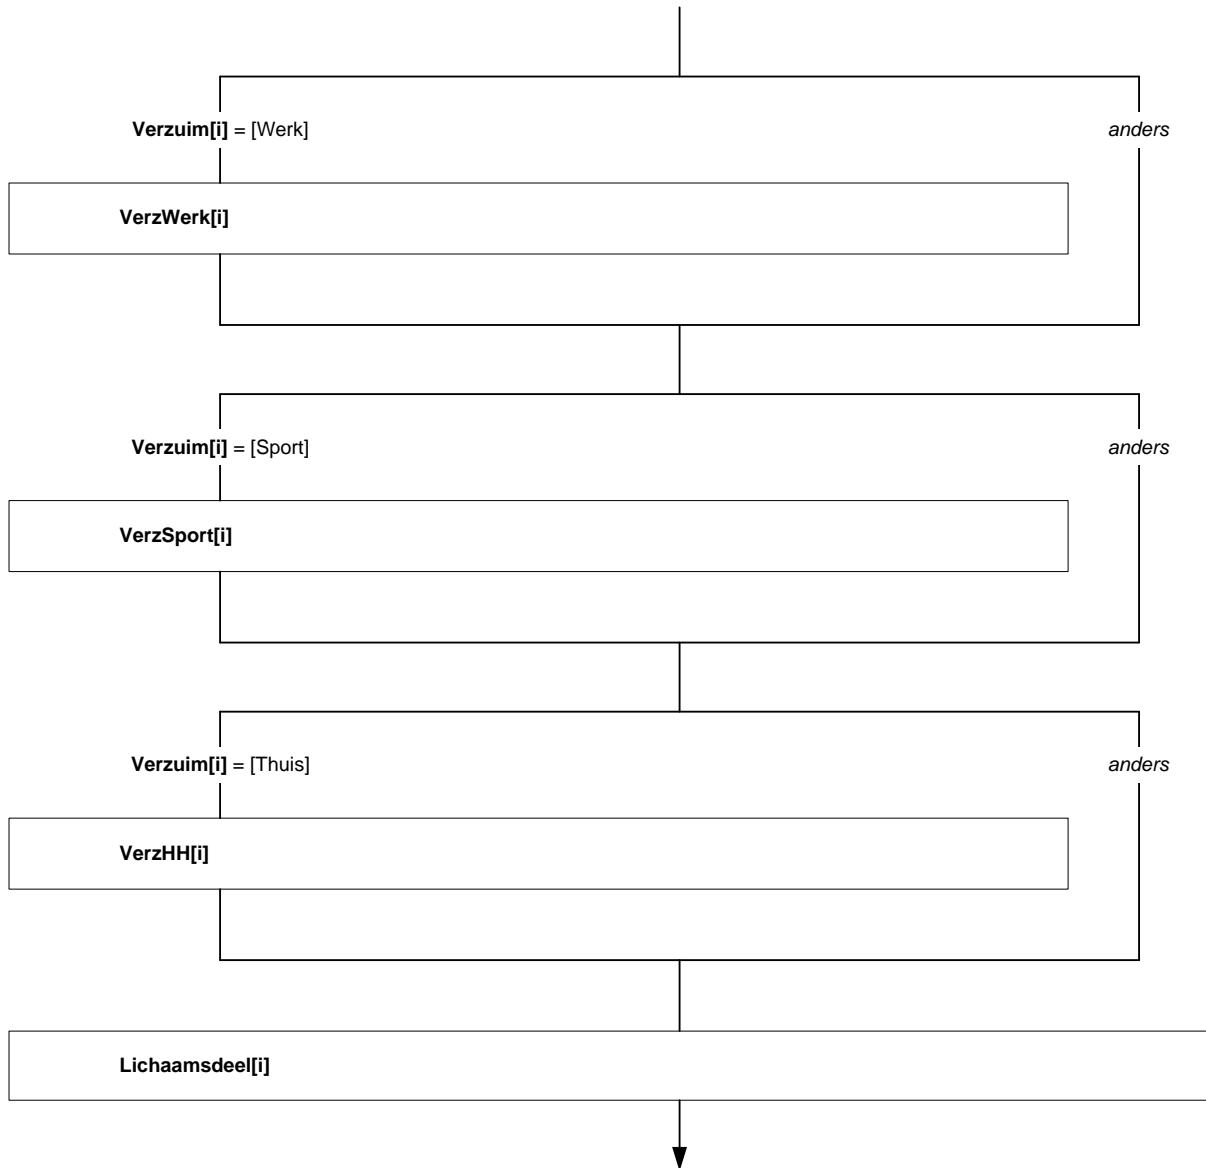 Verzuim[i] = [Werk] anders
VerzWerk[i]
Verzuim[i] = [Sport] anders
VerzSport[i]
Verzuim[i] = [Thuis] anders
VerzHH[i]
Lichaamsdeel[i]